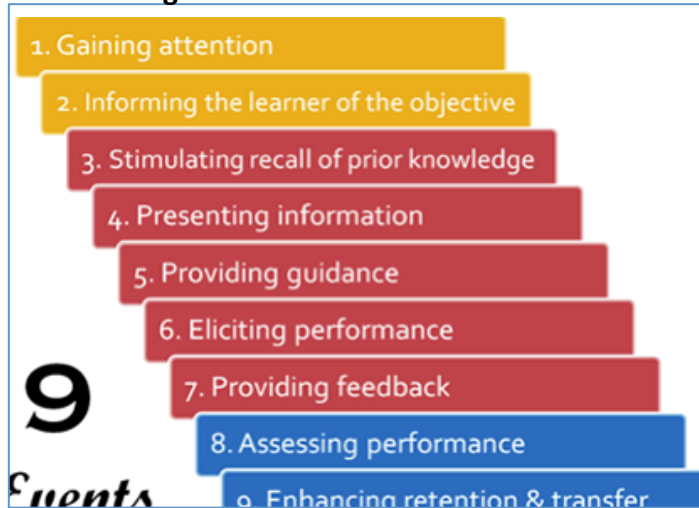 1. Gaining attention
2. Informing the learner of the objective
3. Stimulating recall of prior knowledge
4. Presenting information
5. Providing guidance
6. Eliciting performance
7. Providing feedback
9
8. Assessing performance
Events
9. Enhancing retention & transfer